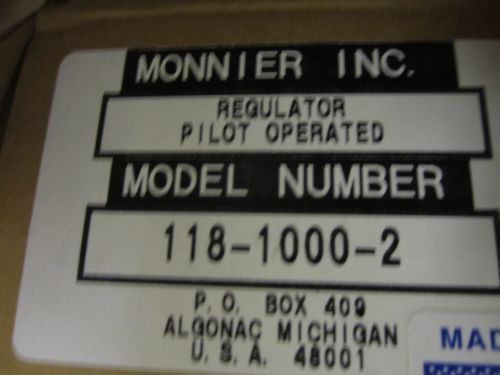 MONNIER INC.
REGULATOR
PILOT OPERATED
MODEL NUMBER
118-1000-2
P.O. BOX 409
ALGONAC MICHIGAN
U.S.A. 48001
MAD